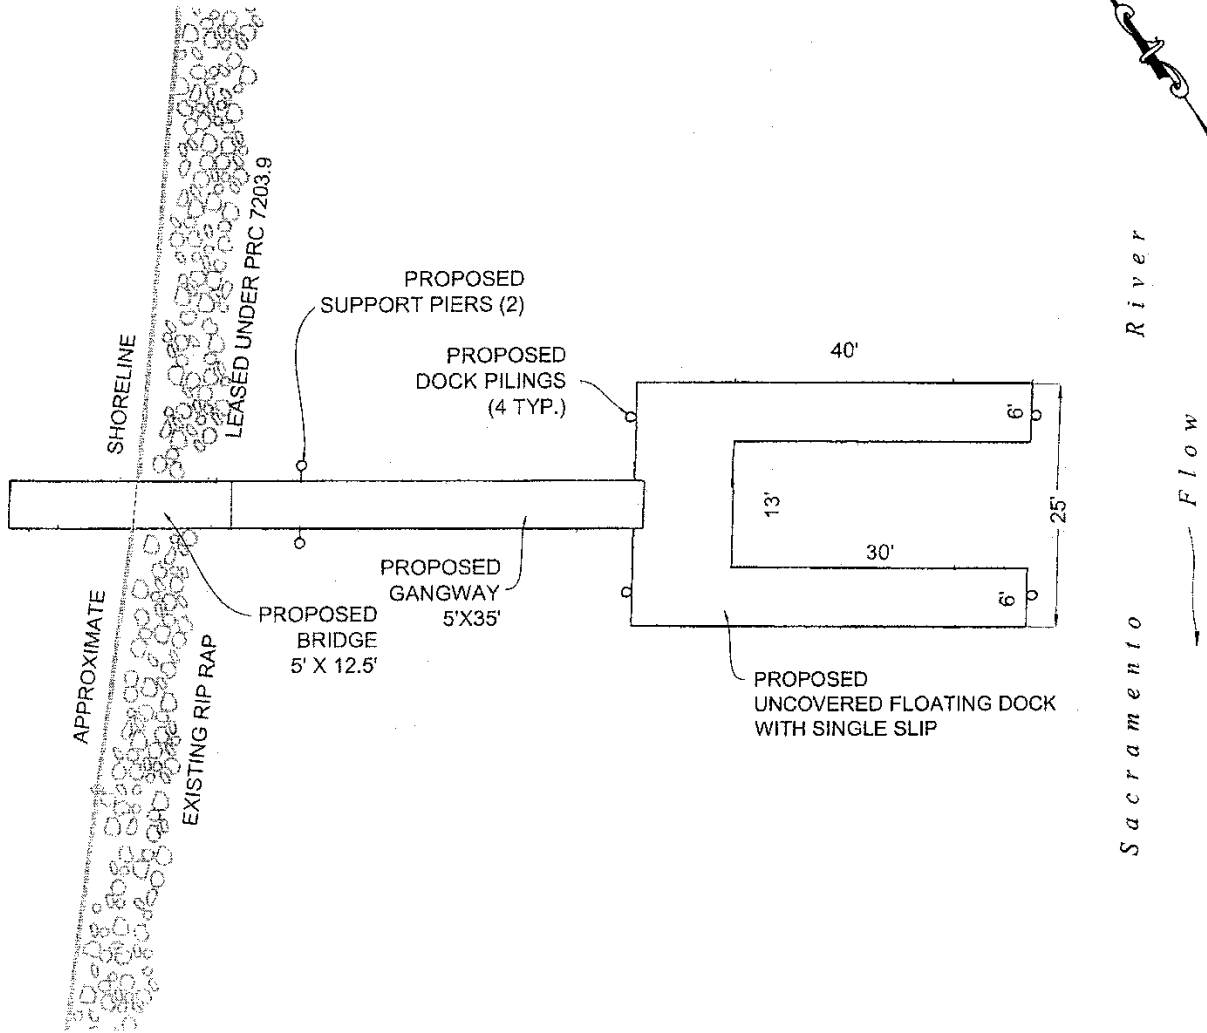 PROPOSED
SUPPORT PIERS (2)
PROPOSED
DOCK PILINGS
(4 TYP.)
40'
6'
13'
25'
30'
6'
SHORELINE
LEASED UNDER PRC 7203.9
APPROXIMATE
EXISTING RIP RAP
PROPOSED
BRIDGE
5' X 12.5'
PROPOSED
GANGWAY
5'X35'
PROPOSED
UNCOVERED FLOATING DOCK
WITH SINGLE SLIP
Sacramento River
Flow